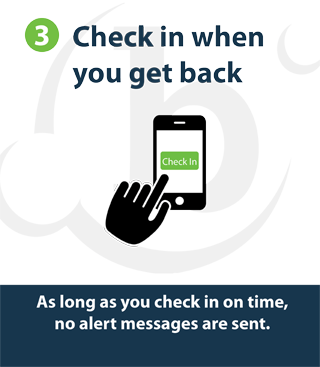 3 Check in when
you get back
Check In
As long as you check in on time,
no alert messages are sent.